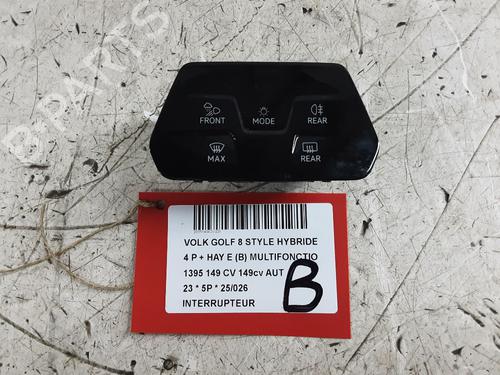 B PARTS
FRONT MODE REAR
MAX REAR
VOLK GOLF 8 STYLE HYBRIDE
4 P + HAY E (B) MULTIFONCTIO
1395 149 CV 149cv AUT
23 * 5P * 25/026
INTERRUPTEUR
B